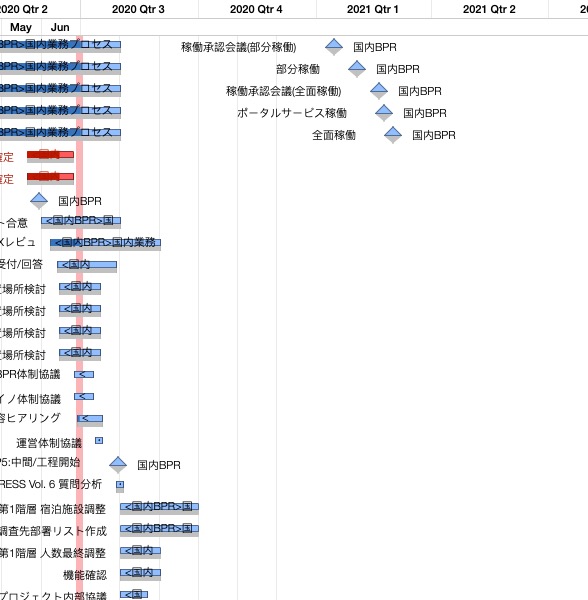 2020 Qtr 2 2020 Qtr 3 2020 Qtr 4 2021 Qtr 1 2021 Qtr 2
May Jun
BPR>国内業務プロセス 稼働承認会議(部分稼働) 国内BPR
BPR>国内業務プロセス 部分稼働 国内BPR
BPR>国内業務プロセス 稼働承認会議(全面稼働) 国内BPR
BPR>国内業務プロセス ポータルサービス稼働 国内BPR
BPR>国内業務プロセス 全面稼働 国内BPR
確定
確定
国内BPR
ト合意 <国内BPR>国
Xレビュ <国内BPR>国内業務
受付/回答 <国内
場所検討 <国内
場所検討 <国内
場所検討 <国内
場所検討 <国内
BPR体制協議 <
イノ体制協議 <
容ヒアリング <
運営体制協議
P5:中間/工程開始 国内BPR
RESS Vol. 6 質問分析
第1階層 宿泊施設調整 <国内BPR>国
調査先部署リスト作成 <国内BPR>国
第1階層 人数最終調整 <国内
機能確認 <国内
プロジェクト内部協議 <国